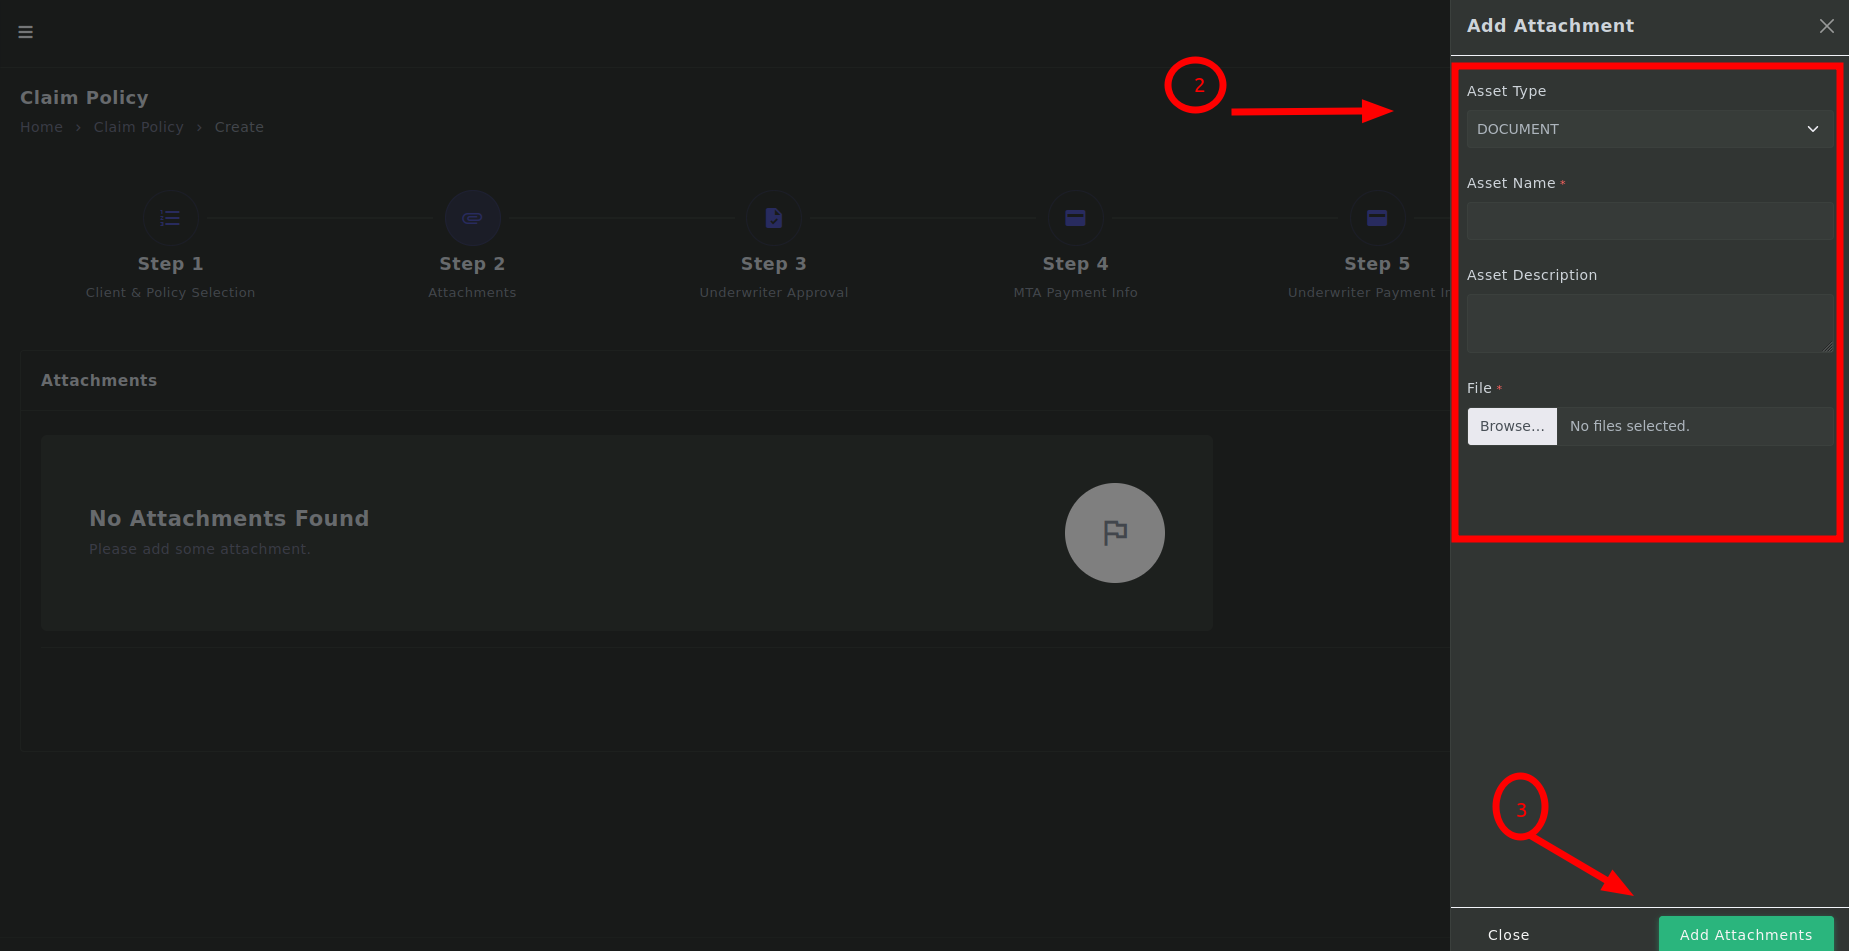 Claim Policy
Home › Claim Policy › Create
Step 1
Client & Policy Selection
Step 2
Attachments
Step 3
Underwriter Approval
Step 4
MTA Payment Info
Step 5
Underwriter Payment In
Attachments
No Attachments Found
Please add some attachment.
2
Add Attachment
Asset Type
DOCUMENT
Asset Name *
Asset Description
File *
Browse... No files selected.
3
Close Add Attachments